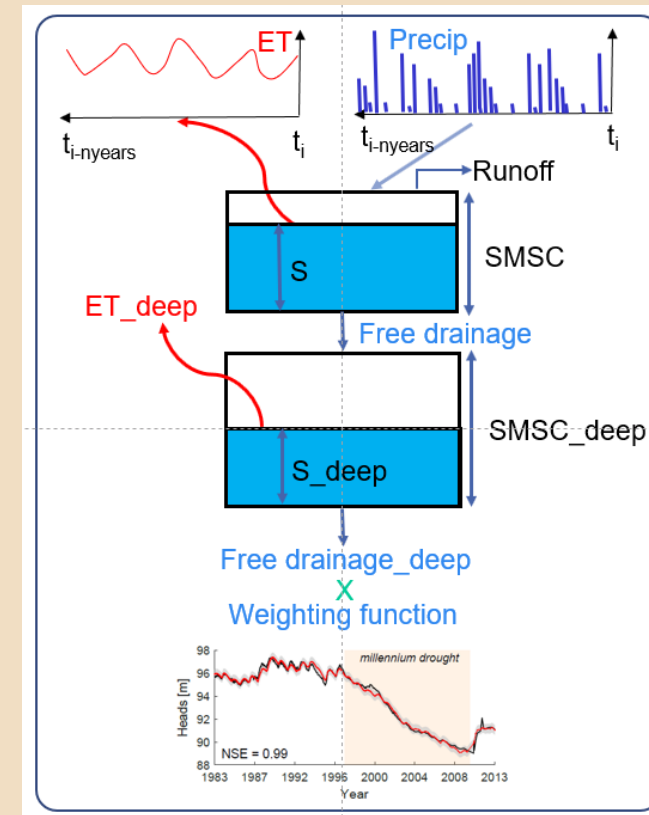 ET
Precip
t_i-nyears
t_i
t_i-nyears
t_i
Runoff
S
SMSC
ET_deep
Free drainage
SMSC_deep
S_deep
Free drainage_deep
X
Weighting function
98
96
94
92
90
88
Heads [m]
millennium drought
NSE = 0.99
1983
1987
1992
1996
2000
2004
2008
2013
Year